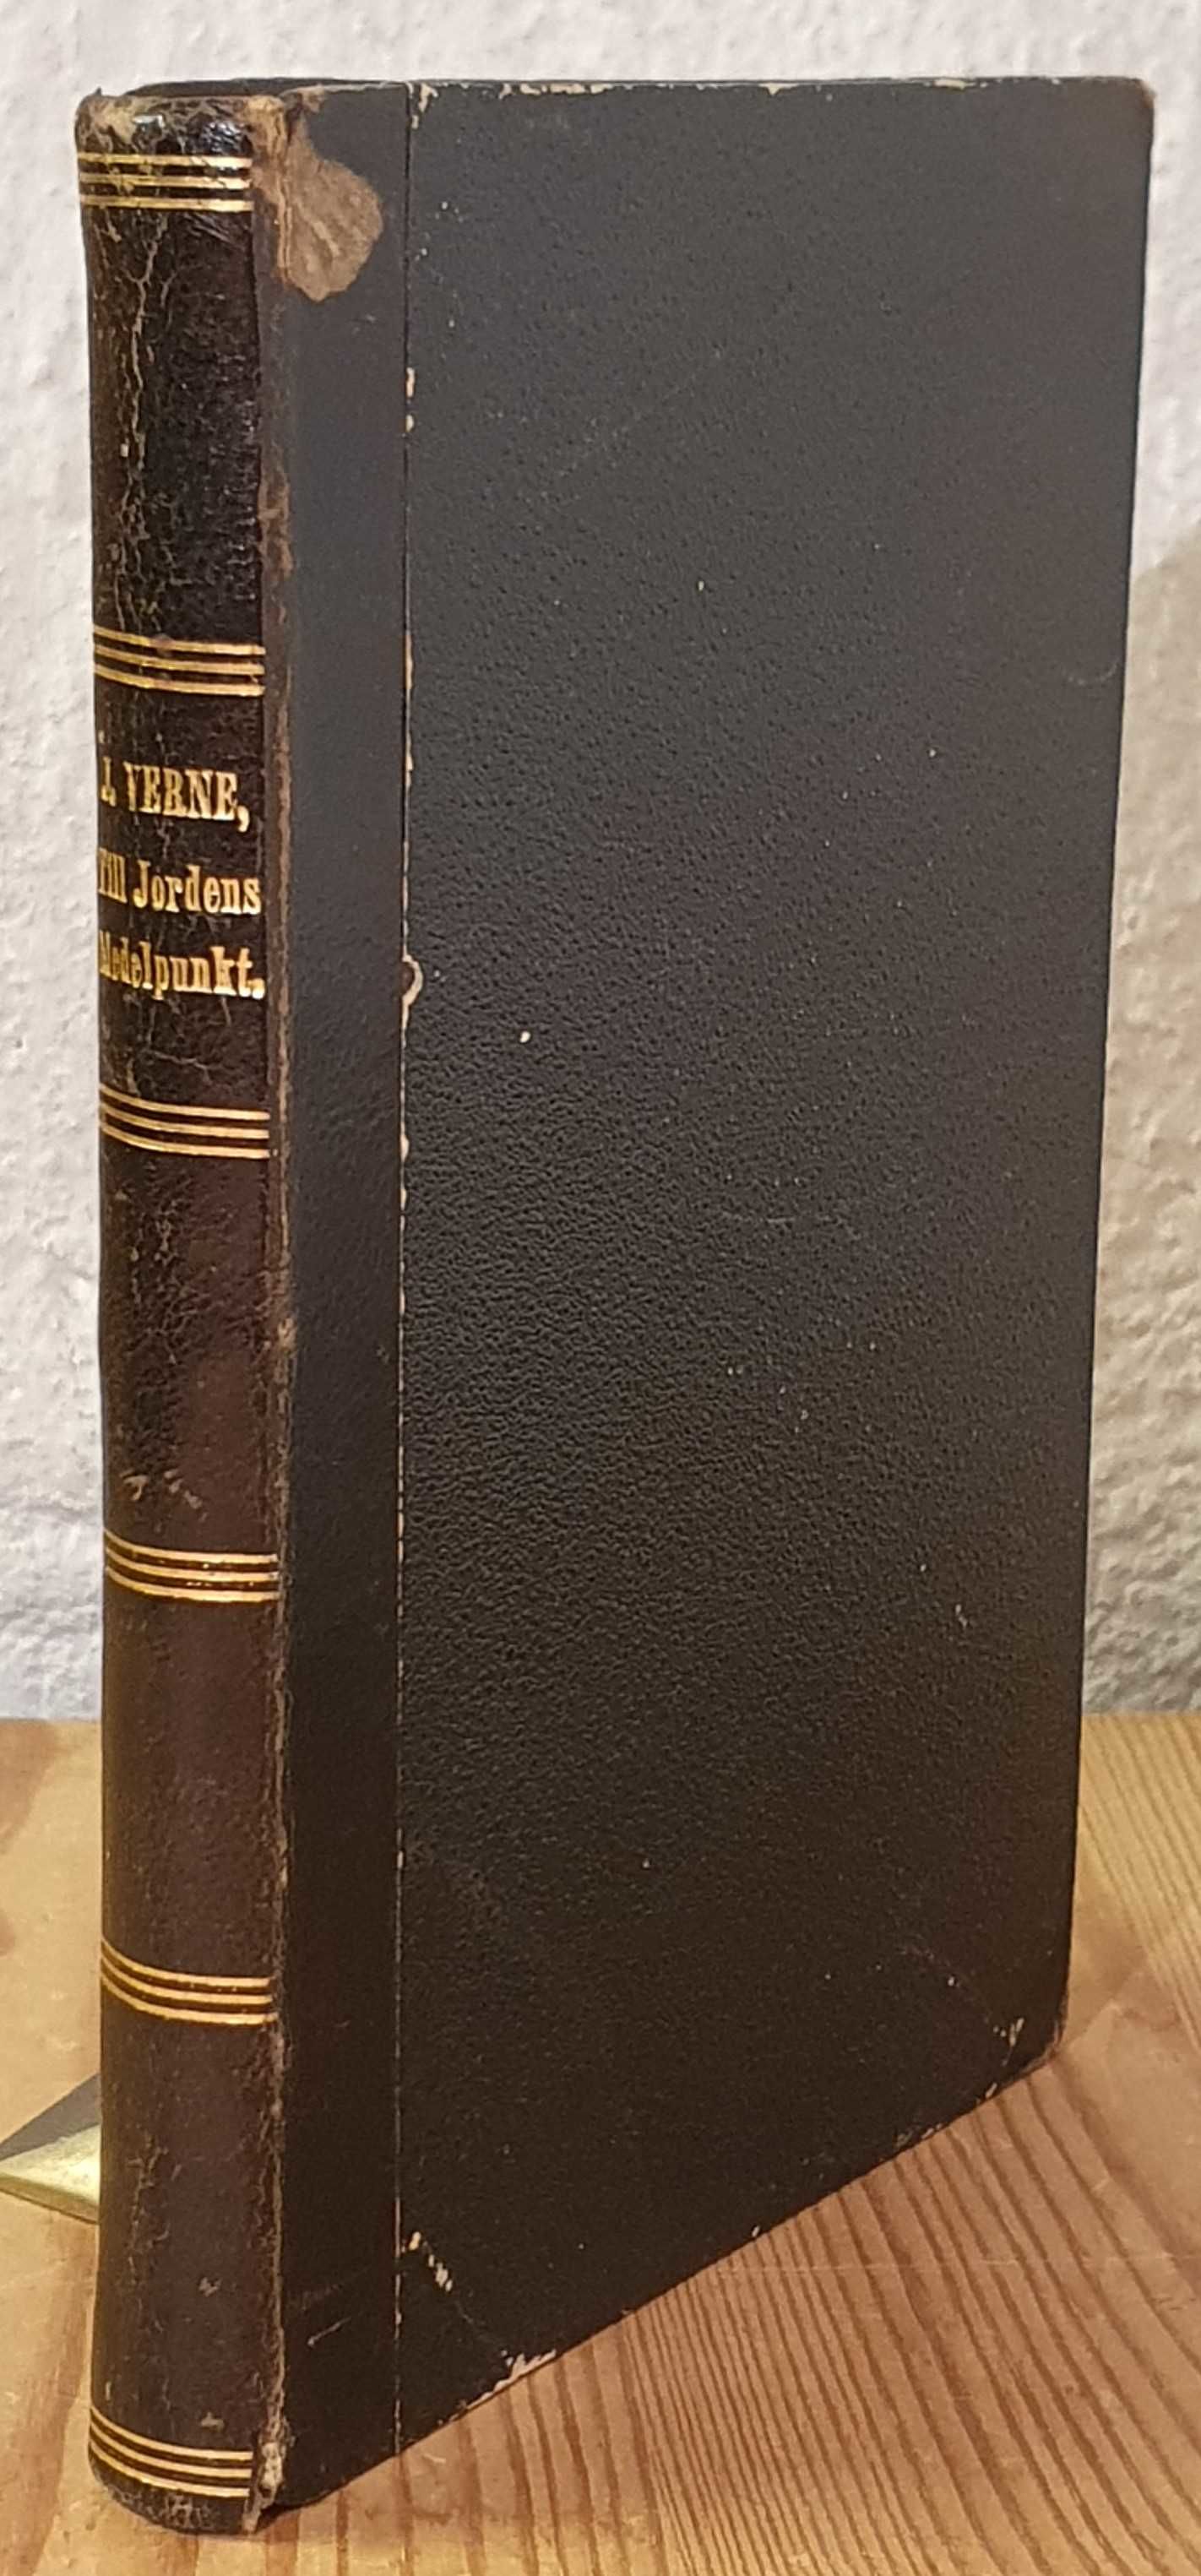 J. VERNE,
Till Jordens
Medelpunkt.